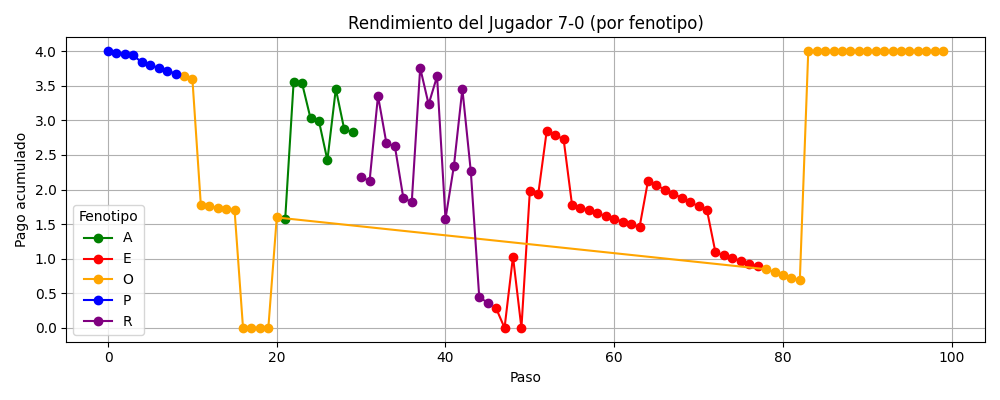 Rendimiento del Jugador 7-0 (por fenotipo)
Pago acumulado
4.0
3.5
3.0
2.5
2.0
1.5
1.0
0.5
0.0
Fenotipo
A
E
O
P
R
0 20 40 60 80 100
Paso